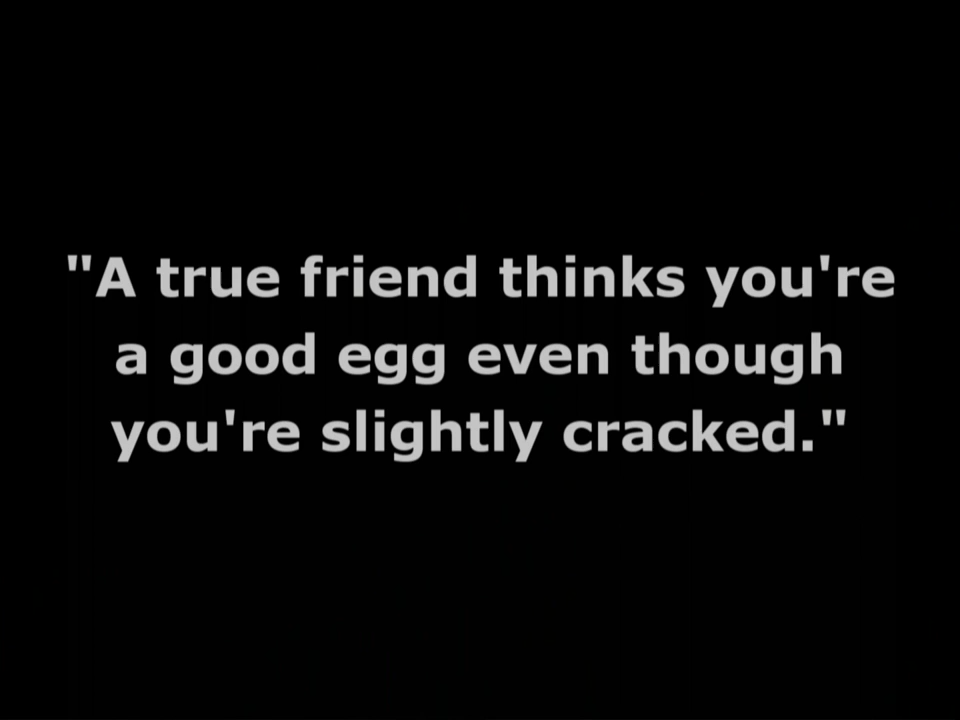 "A true friend thinks you're
a good egg even though
you're slightly cracked."